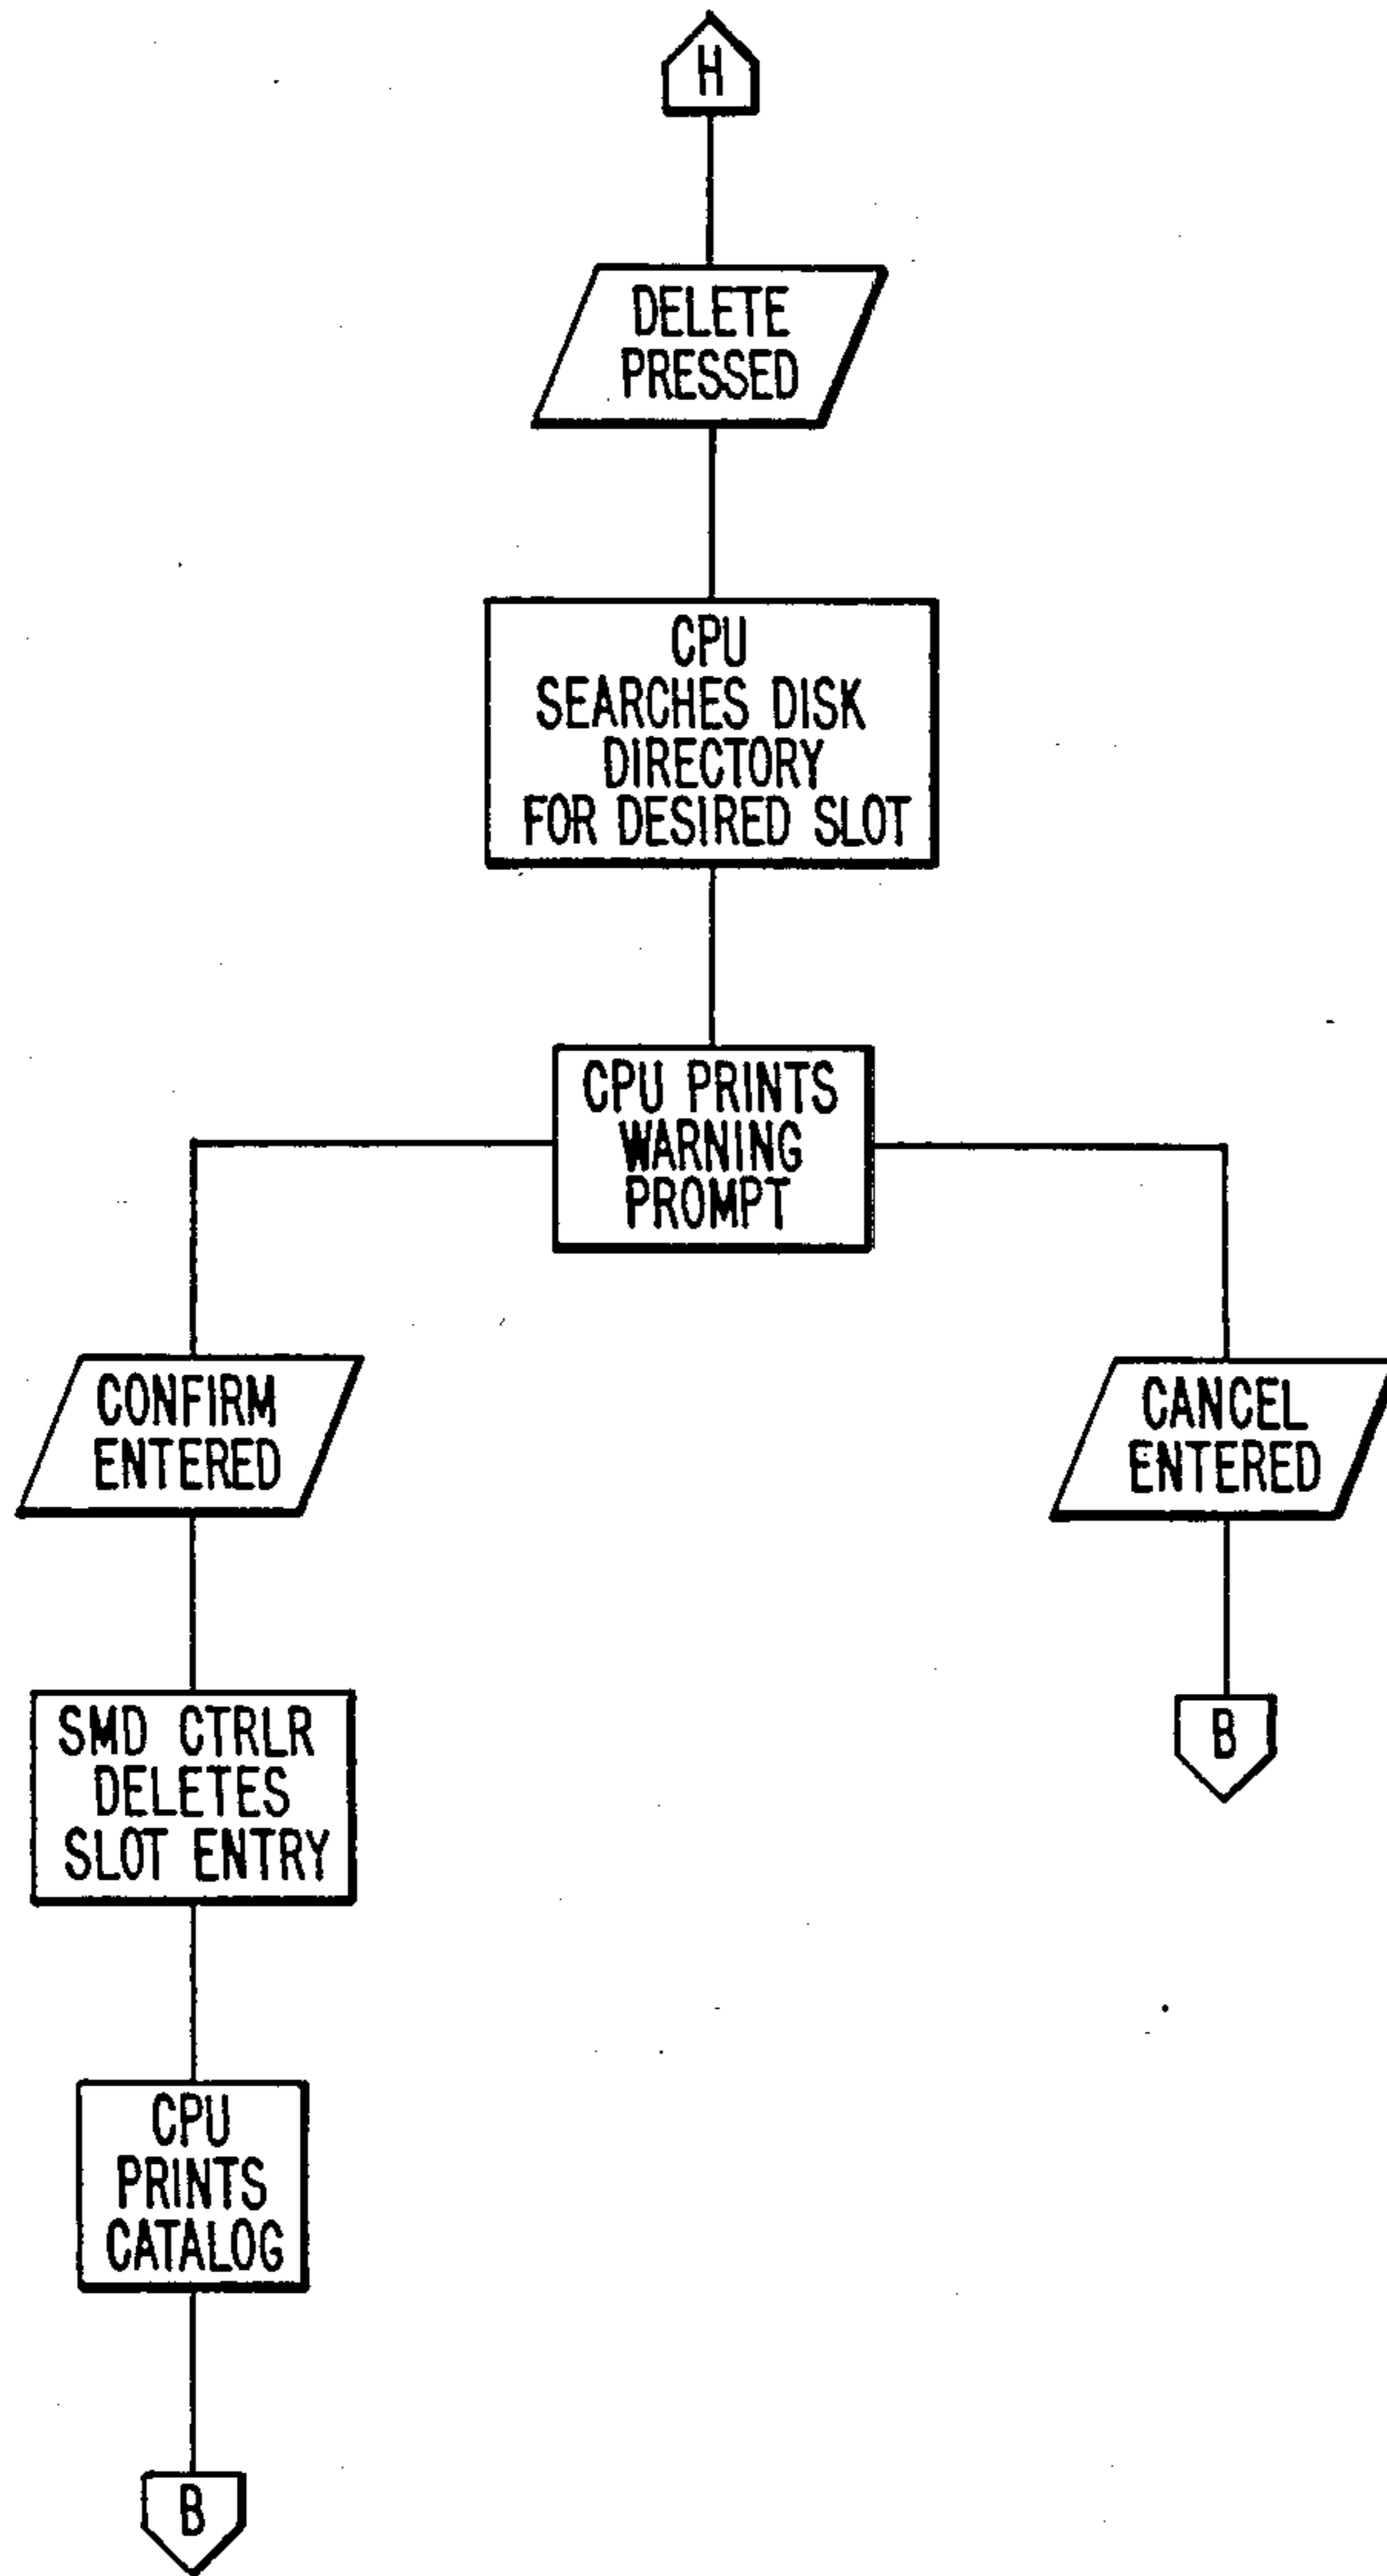 H
DELETE
PRESSED
CPU
SEARCHES DISK
DIRECTORY
FOR DESIRED SLOT
CPU PRINTS
WARNING
PROMPT
CONFIRM
ENTERED
CANCEL
ENTERED
SMD CTRLR
DELETES
SLOT ENTRY
B
CPU
PRINTS
CATALOG
B